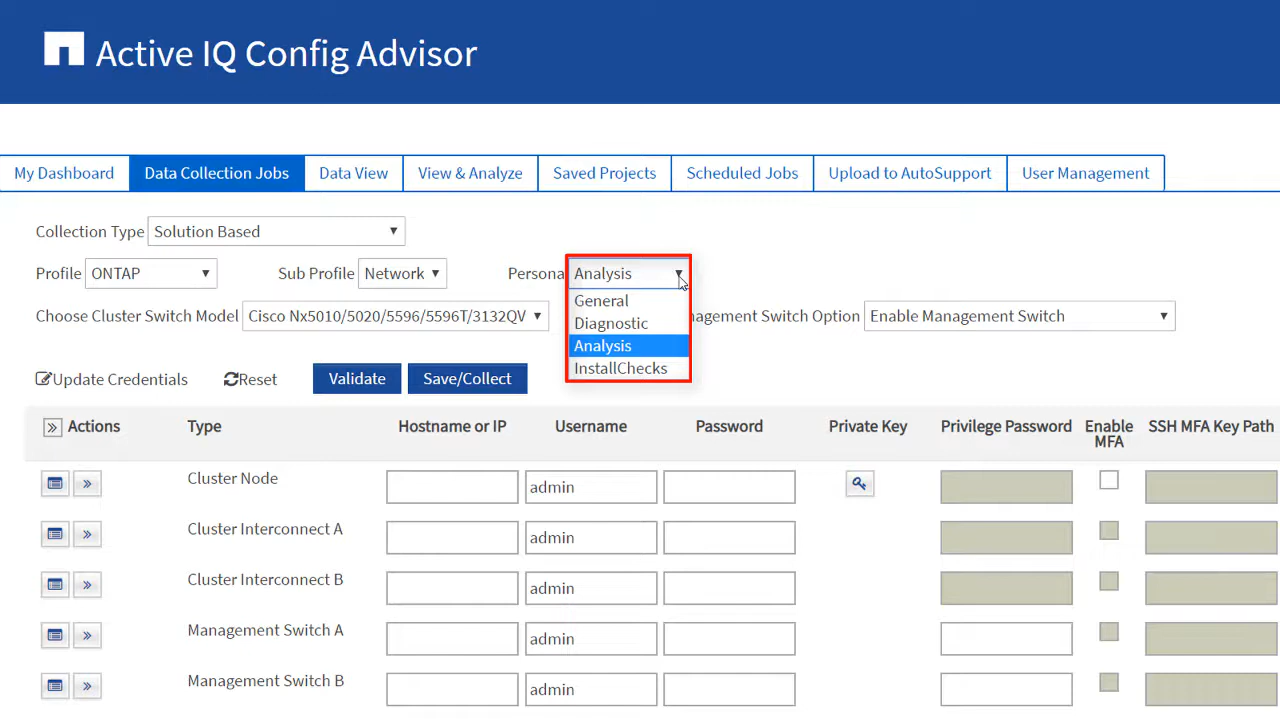 Active IQ Config Advisor
My Dashboard Data Collection Jobs Data View View & Analyze Saved Projects Scheduled Jobs Upload to AutoSupport User Management
Collection Type Solution Based
Profile ONTAP Sub Profile Network Persona Analysis
General
Diagnostic
Analysis
InstallChecks
Choose Cluster Switch Model Cisco Nx5010/5020/5596/5596T/3132QV nagement Switch Option Enable Management Switch
Update Credentials Reset Validate Save/Collect
Actions Type Hostname or IP Username Password Private Key Privilege Password Enable MFA SSH MFA Key Path
Cluster Node admin
Cluster Interconnect A admin
Cluster Interconnect B admin
Management Switch A admin
Management Switch B admin